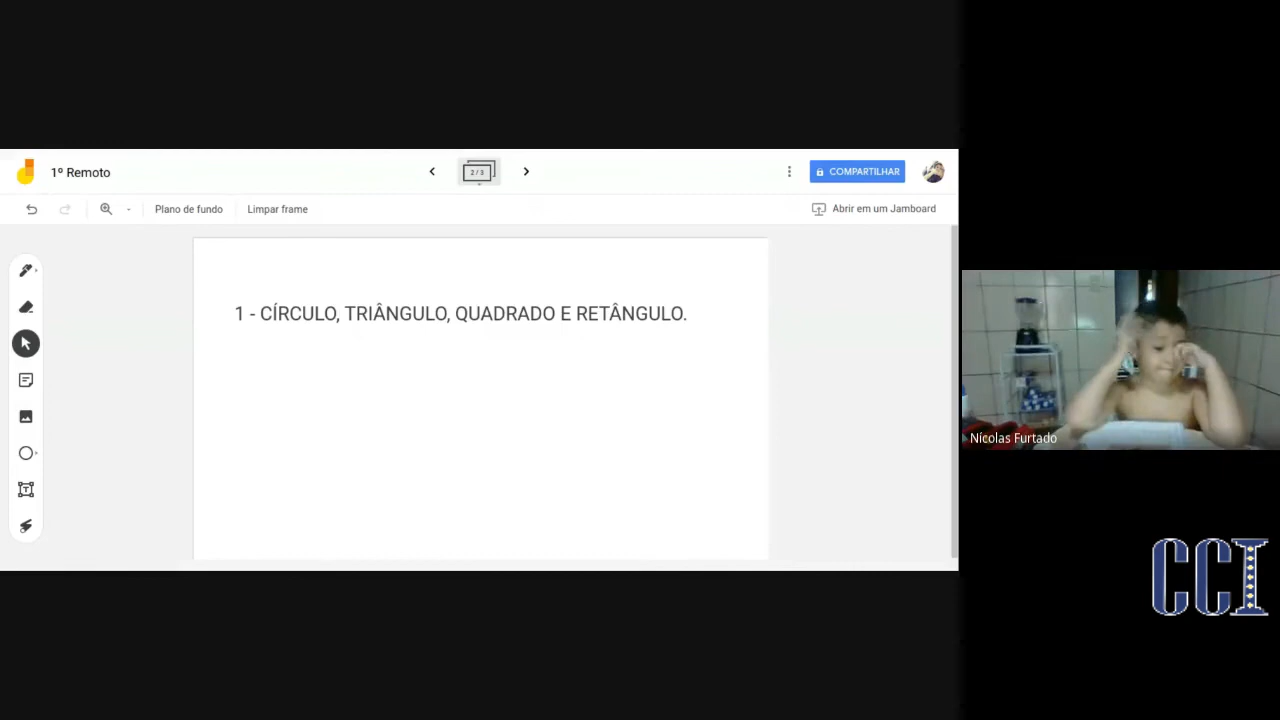 1º Remoto
2 / 3
COMPARTILHAR
Plano de fundo
Limpar frame
Abrir em um Jamboard
1 - CÍRCULO, TRIÂNGULO, QUADRADO E RETÂNGULO.
Nícolas Furtado
CCI